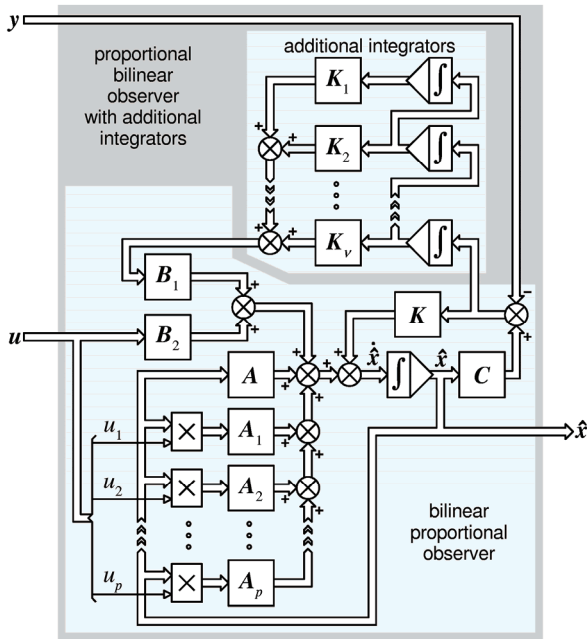 y
additional integrators
proportional
bilinear
observer
with additional
integrators
K₁
∫
+
+
K₂
∫
+
+
Kᵥ
∫
B₁
+
+
−
+
K
u
B₂
+
+
A
+
+
+
+
ẋ̂
∫
x̂
C
x̂
u₁
×
A₁
+
+
u₂
×
A₂
+
+
bilinear
proportional
observer
uₚ
×
Aₚ